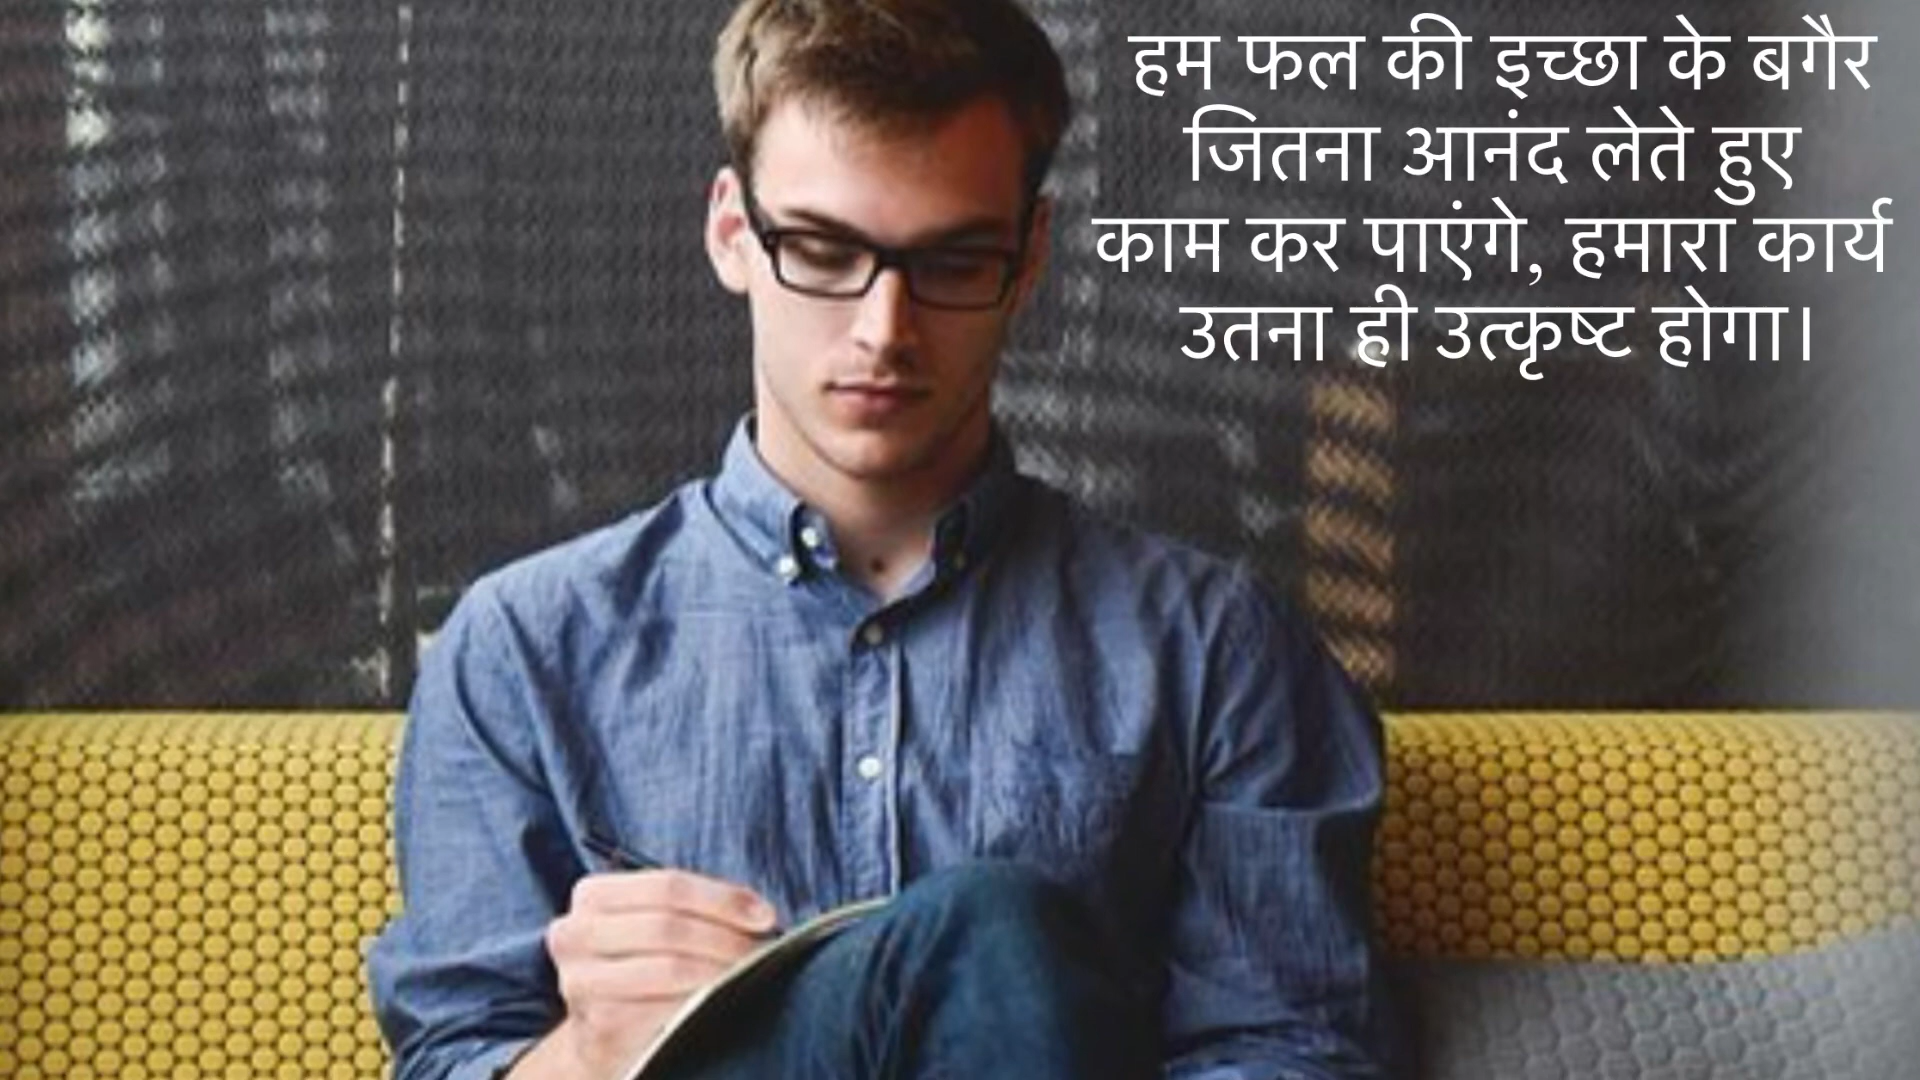 हम फल की इच्छा के बगैर
जितना आनंद लेते हुए
काम कर पाएंगे, हमारा कार्य
उतना ही उत्कृष्ट होगा।